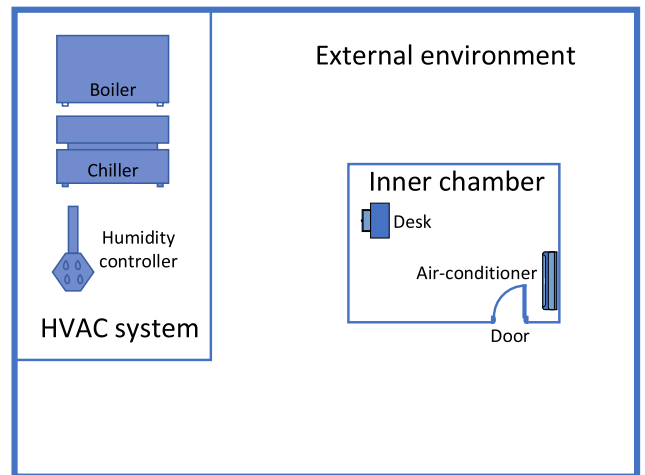 External environment
Boiler
Chiller
Humidity
controller
HVAC system
Inner chamber
Desk
Air-conditioner
Door